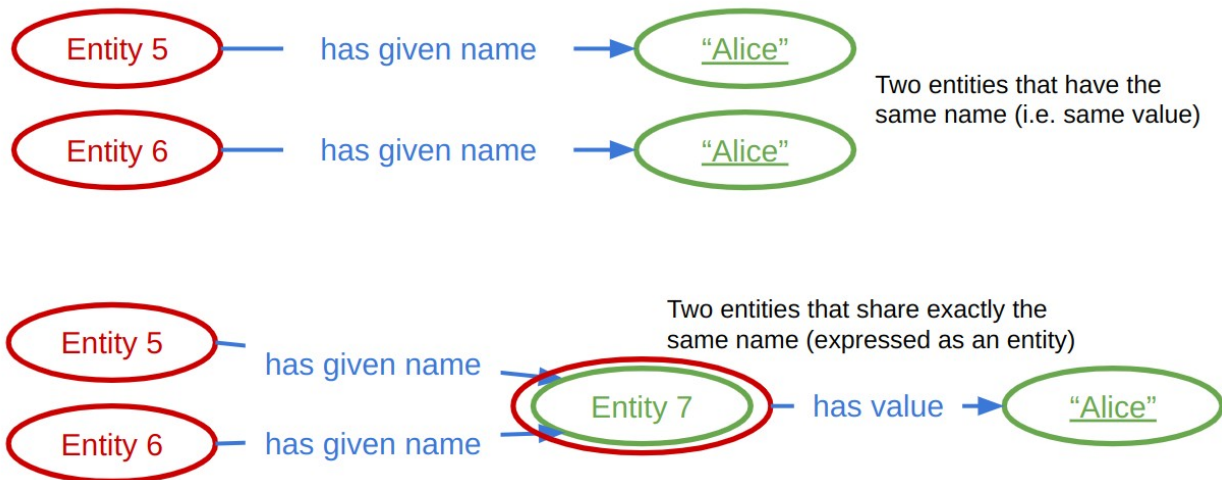 Entity 5 has given name “Alice”
Two entities that have the
same name (i.e. same value)
Entity 6 has given name “Alice”
Two entities that share exactly the
same name (expressed as an entity)
Entity 5
has given name
Entity 7 has value “Alice”
Entity 6 has given name